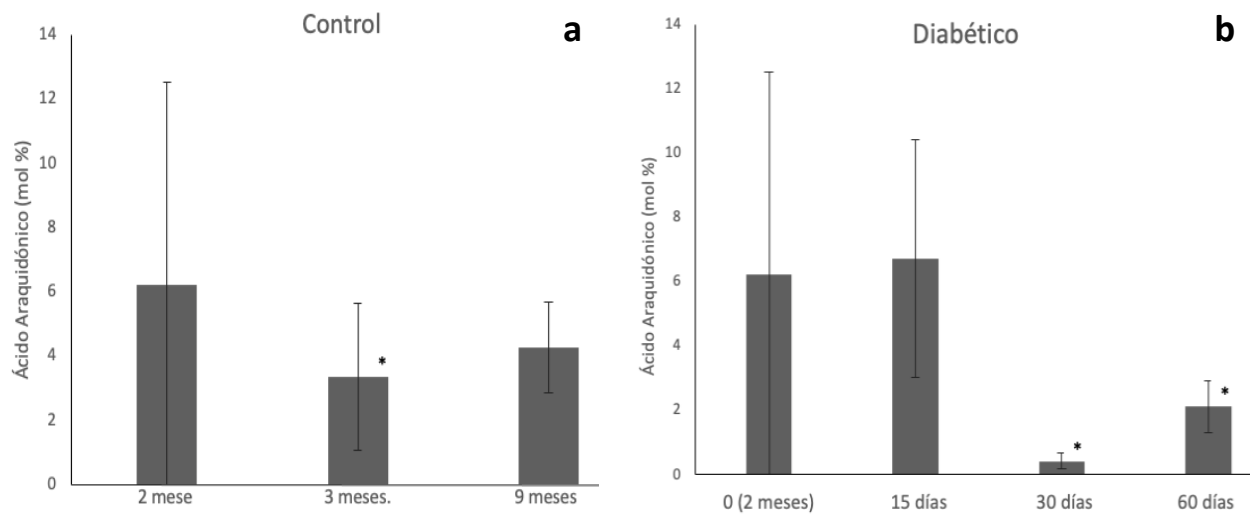 Control
a
14
12
10
8
6
4
2
0
Ácido Araquidónico (mol %)
*
2 mese
3 meses.
9 meses
Diabético
b
14
12
10
8
6
4
2
0
Ácido Araquidónico (mol %)
*
*
0 (2 meses)
15 días
30 días
60 días